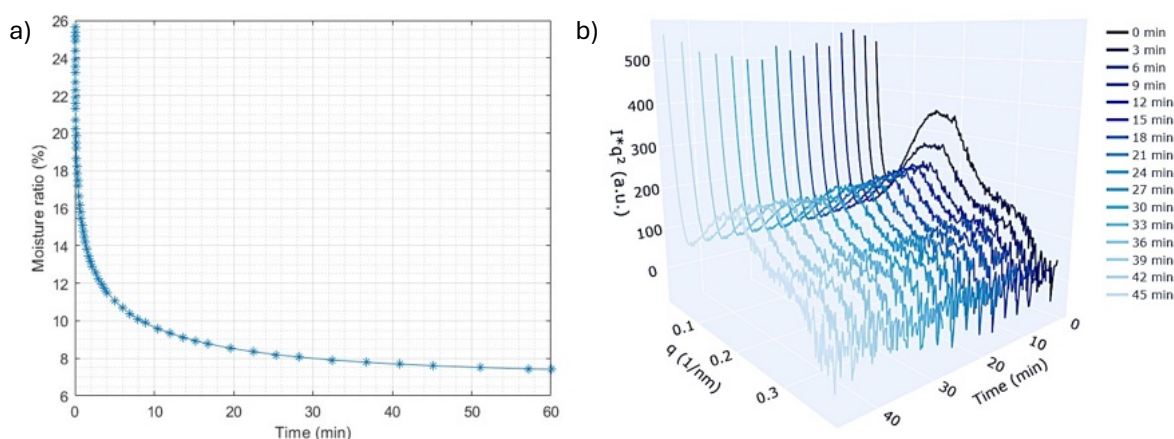 a)
26
24
22
20
18
16
14
12
10
8
6
Moisture ratio (%)
0 10 20 30 40 50 60
Time (min)
b)
500
400
300
200
100
0
I*q² (a.u.)
0.1
0.2
0.3
q (1/nm)
40
30
20
10
0
Time (min)
0 min
3 min
6 min
9 min
12 min
15 min
18 min
21 min
24 min
27 min
30 min
33 min
36 min
39 min
42 min
45 min